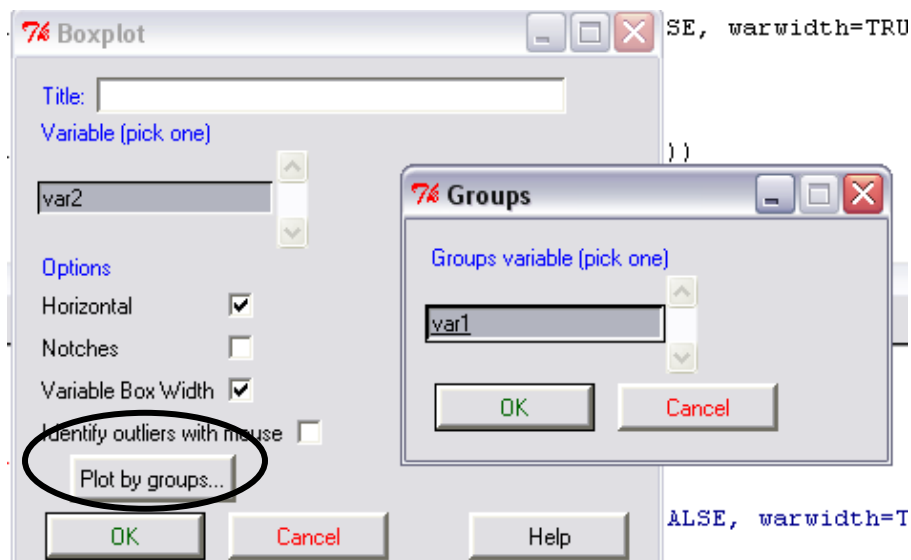 Boxplot
SE, warwidth=TRU
Title:
Variable (pick one)
))
var2
Groups
Groups variable (pick one)
var1
OK
Cancel
Options
Horizontal
Notches
Variable Box Width
Identify outliers with mouse
Plot by groups...
OK
Cancel
Help
ALSE, warwidth=T